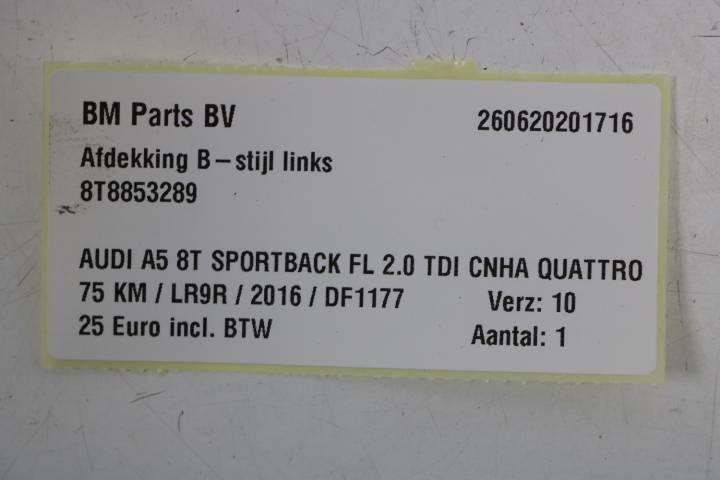 BM Parts BV 260620201716
Afdekking B-stijl links
8T8853289
AUDI A5 8T SPORTBACK FL 2.0 TDI CNHA QUATTRO
75 KM / LR9R / 2016 / DF1177 Verz: 10
25 Euro incl. BTW Aantal: 1